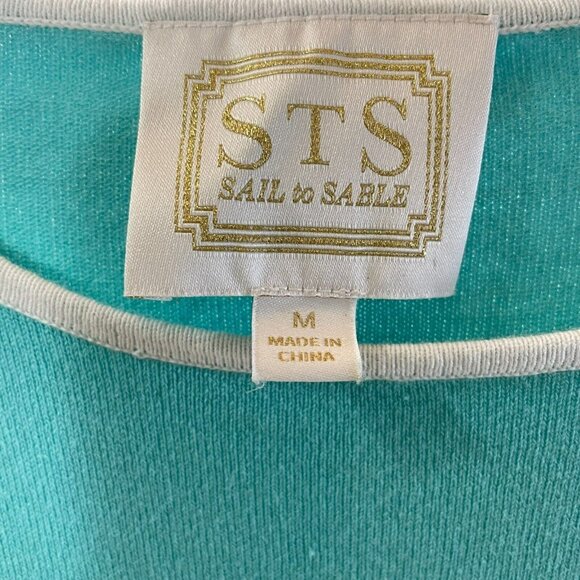 STS
SAIL to SABLE
M
MADE IN
CHINA